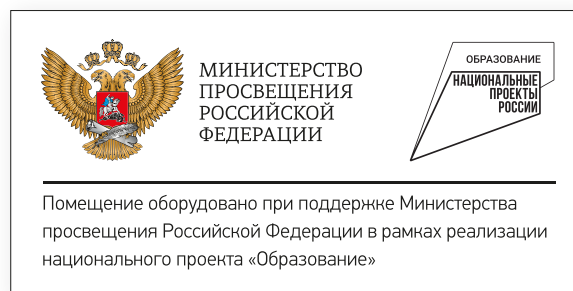 МИНИСТЕРСТВО
ПРОСВЕЩЕНИЯ
РОССИЙСКОЙ
ФЕДЕРАЦИИ
ОБРАЗОВАНИЕ
НАЦИОНАЛЬНЫЕ
ПРОЕКТЫ
РОССИИ
Помещение оборудовано при поддержке Министерства
просвещения Российской Федерации в рамках реализации
национального проекта «Образование»